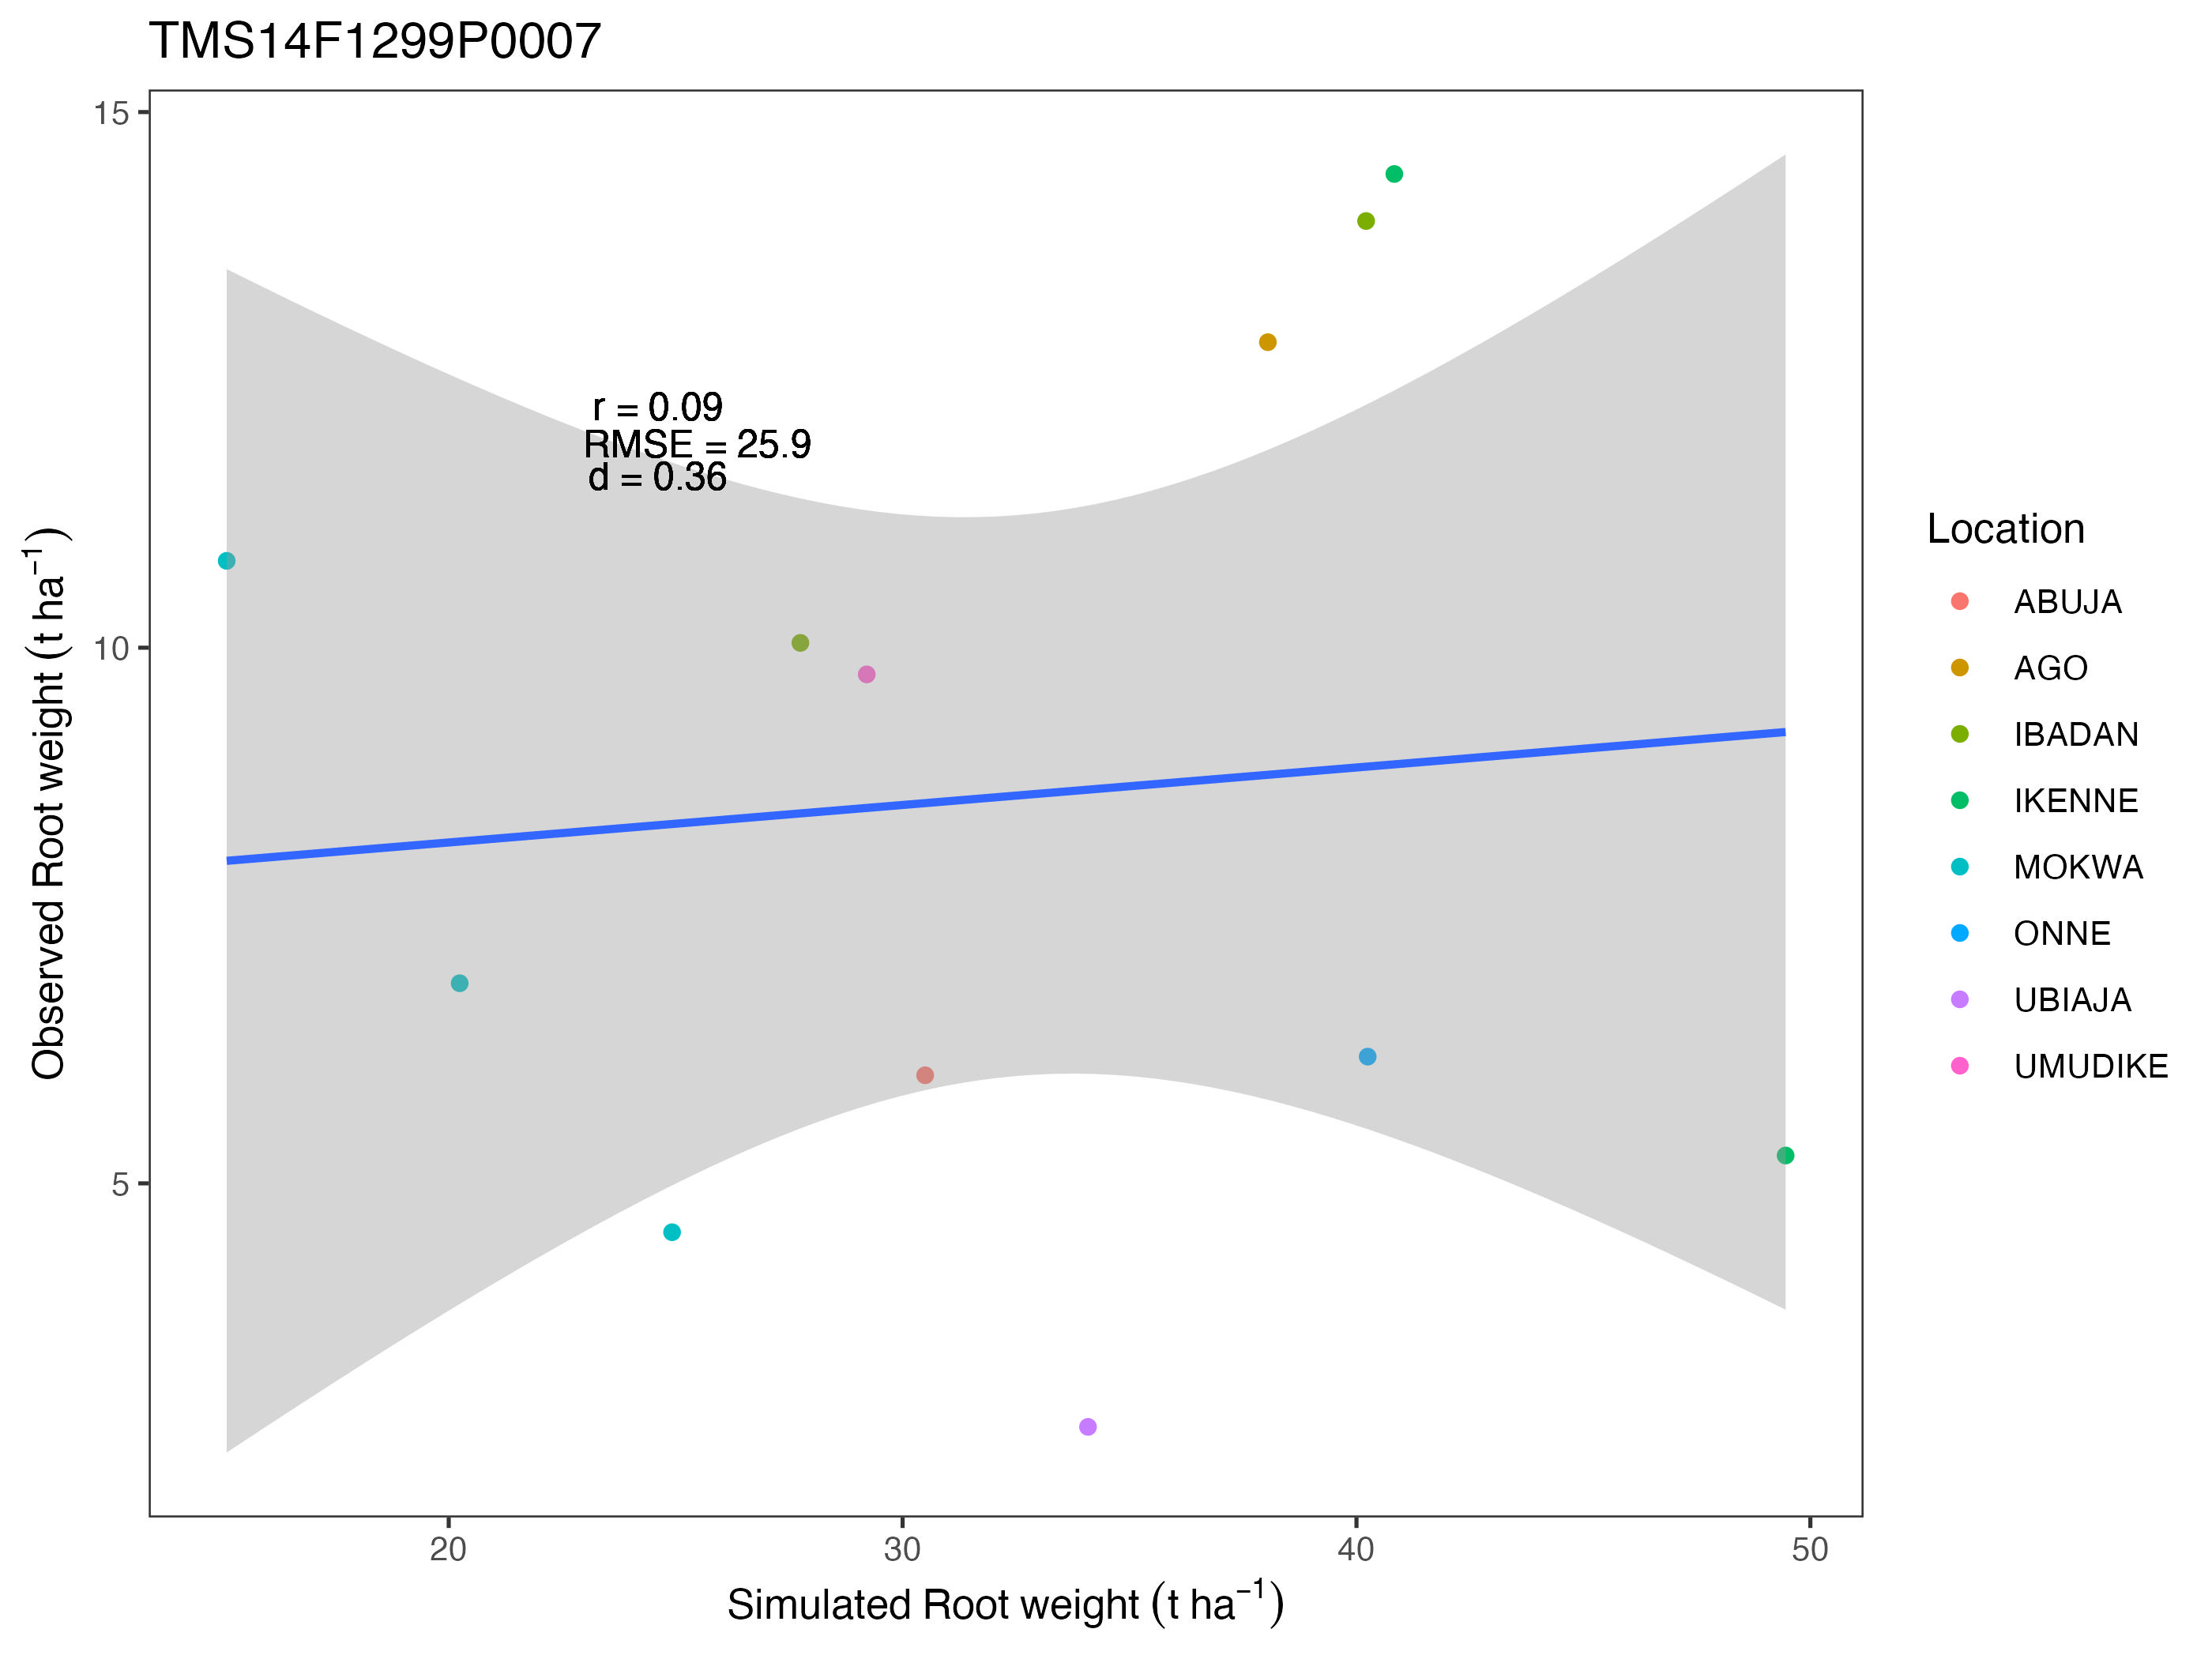 TMS14F1299P0007
15
10
5
Observed Root weight (t ha⁻¹)
r = 0.09
RMSE = 25.9
d = 0.36
20 30 40 50
Simulated Root weight (t ha⁻¹)
Location
ABUJA
AGO
IBADAN
IKENNE
MOKWA
ONNE
UBIAJA
UMUDIKE